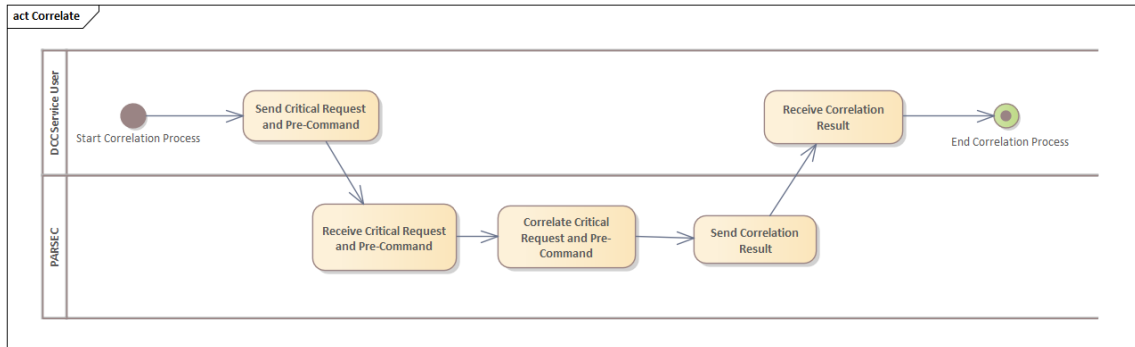 act Correlate
DCCService User
Start Correlation Process
Send Critical Request
and Pre-Command
Receive Correlation
Result
End Correlation Process
PARSEC
Receive Critical Request
and Pre-Command
Correlate Critical
Request and Pre-
Command
Send Correlation
Result